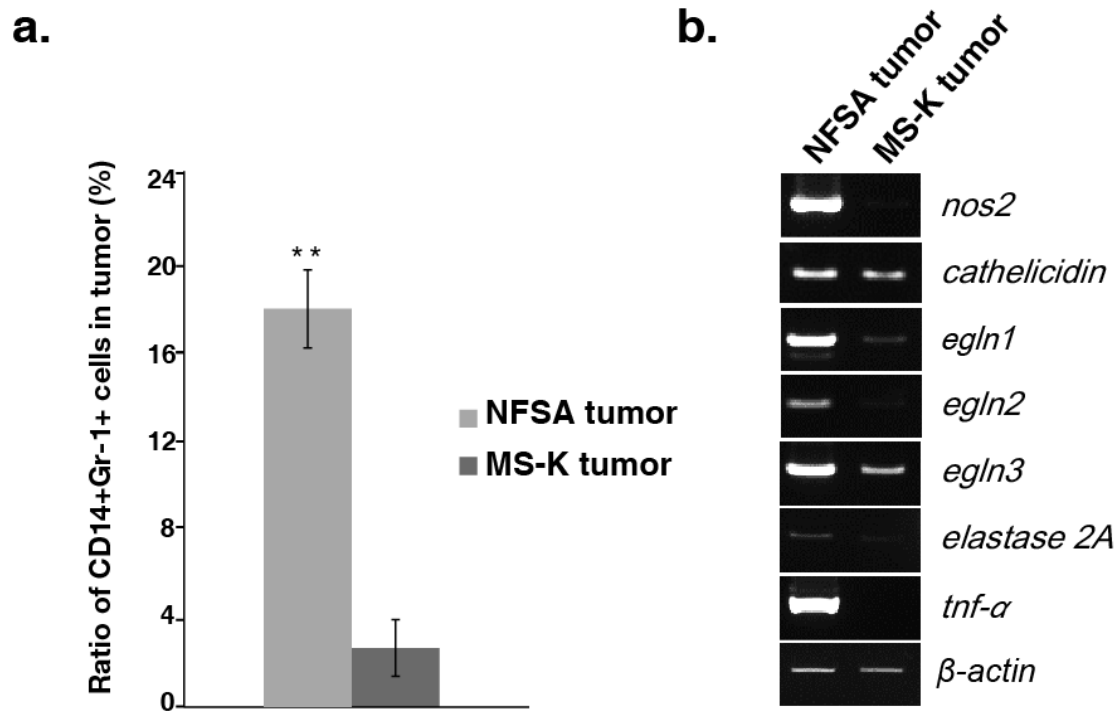 a.
Ratio of CD14+Gr-1+ cells in tumor (%)
24
20
16
12
8
4
0
**
NFSA tumor
MS-K tumor
b.
NFSA tumor
MS-K tumor
nos2
cathelicidin
egln1
egln2
egln3
elastase 2A
tnf-α
β-actin